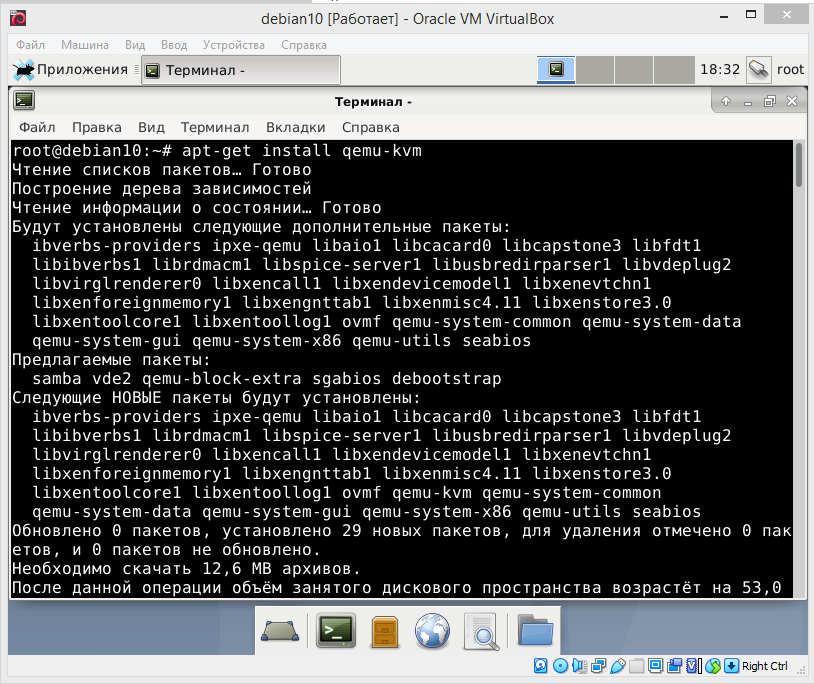 debian10 [Работает] - Oracle VM VirtualBox
Файл Машина Вид Ввод Устройства Справка
Приложения Терминал - 18:32 root
Терминал -
Файл Правка Вид Терминал Вкладки Справка
root@debian10:~# apt-get install qemu-kvm
Чтение списков пакетов… Готово
Построение дерева зависимостей
Чтение информации о состоянии… Готово
Будут установлены следующие дополнительные пакеты:
ibverbs-providers ipxe-qemu libaio1 libcacard0 libcapstone3 libfdt1
libibverbs1 librdmacm1 libspice-server1 libusbredirparser1 libvdeplug2
libvirglrenderer0 libxencall1 libxendevicemodel1 libxenevtchn1
libxenforeignmemory1 libxengnttab1 libxenmisc4.11 libxenstore3.0
libxentoolcore1 libxentoollog1 ovmf qemu-system-common qemu-system-data
qemu-system-gui qemu-system-x86 qemu-utils seabios
Предлагаемые пакеты:
samba vde2 qemu-block-extra sgabios debootstrap
Следующие НОВЫЕ пакеты будут установлены:
ibverbs-providers ipxe-qemu libaio1 libcacard0 libcapstone3 libfdt1
libibverbs1 librdmacm1 libspice-server1 libusbredirparser1 libvdeplug2
libvirglrenderer0 libxencall1 libxendevicemodel1 libxenevtchn1
libxenforeignmemory1 libxengnttab1 libxenmisc4.11 libxenstore3.0
libxentoolcore1 libxentoollog1 ovmf qemu-kvm qemu-system-common
qemu-system-data qemu-system-gui qemu-system-x86 qemu-utils seabios
Обновлено 0 пакетов, установлено 29 новых пакетов, для удаления отмечено 0 пак
етов, и 0 пакетов не обновлено.
Необходимо скачать 12,6 MB архивов.
После данной операции объём занятого дискового пространства возрастёт на 53,0
Right Ctrl